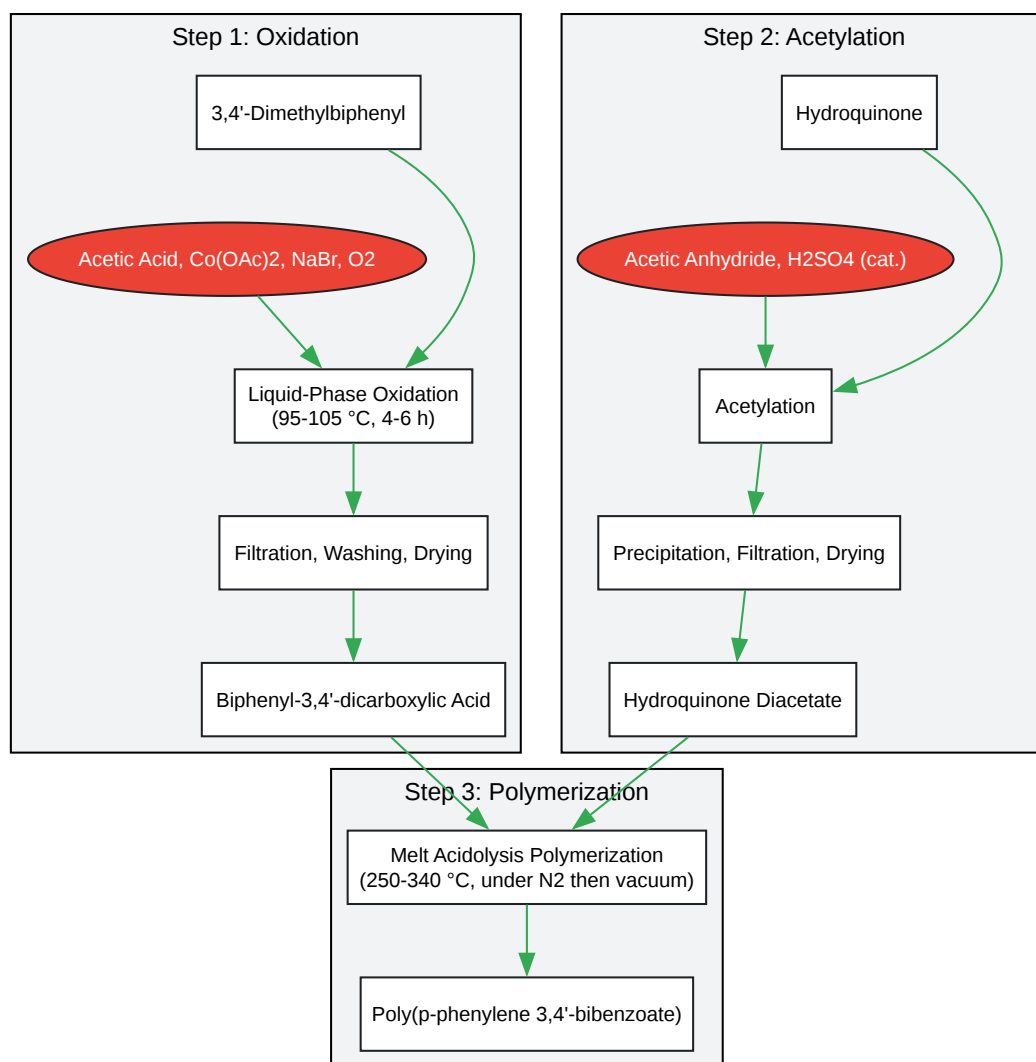 Step 1: Oxidation
3,4'-Dimethylbiphenyl
Acetic Acid, Co(OAc)2, NaBr, O2
Liquid-Phase Oxidation
(95-105 °C, 4-6 h)
Filtration, Washing, Drying
Biphenyl-3,4'-dicarboxylic Acid
Step 2: Acetylation
Hydroquinone
Acetic Anhydride, H2SO4 (cat.)
Acetylation
Precipitation, Filtration, Drying
Hydroquinone Diacetate
Step 3: Polymerization
Melt Acidolysis Polymerization
(250-340 °C, under N2 then vacuum)
Poly(p-phenylene 3,4'-bibenzoate)